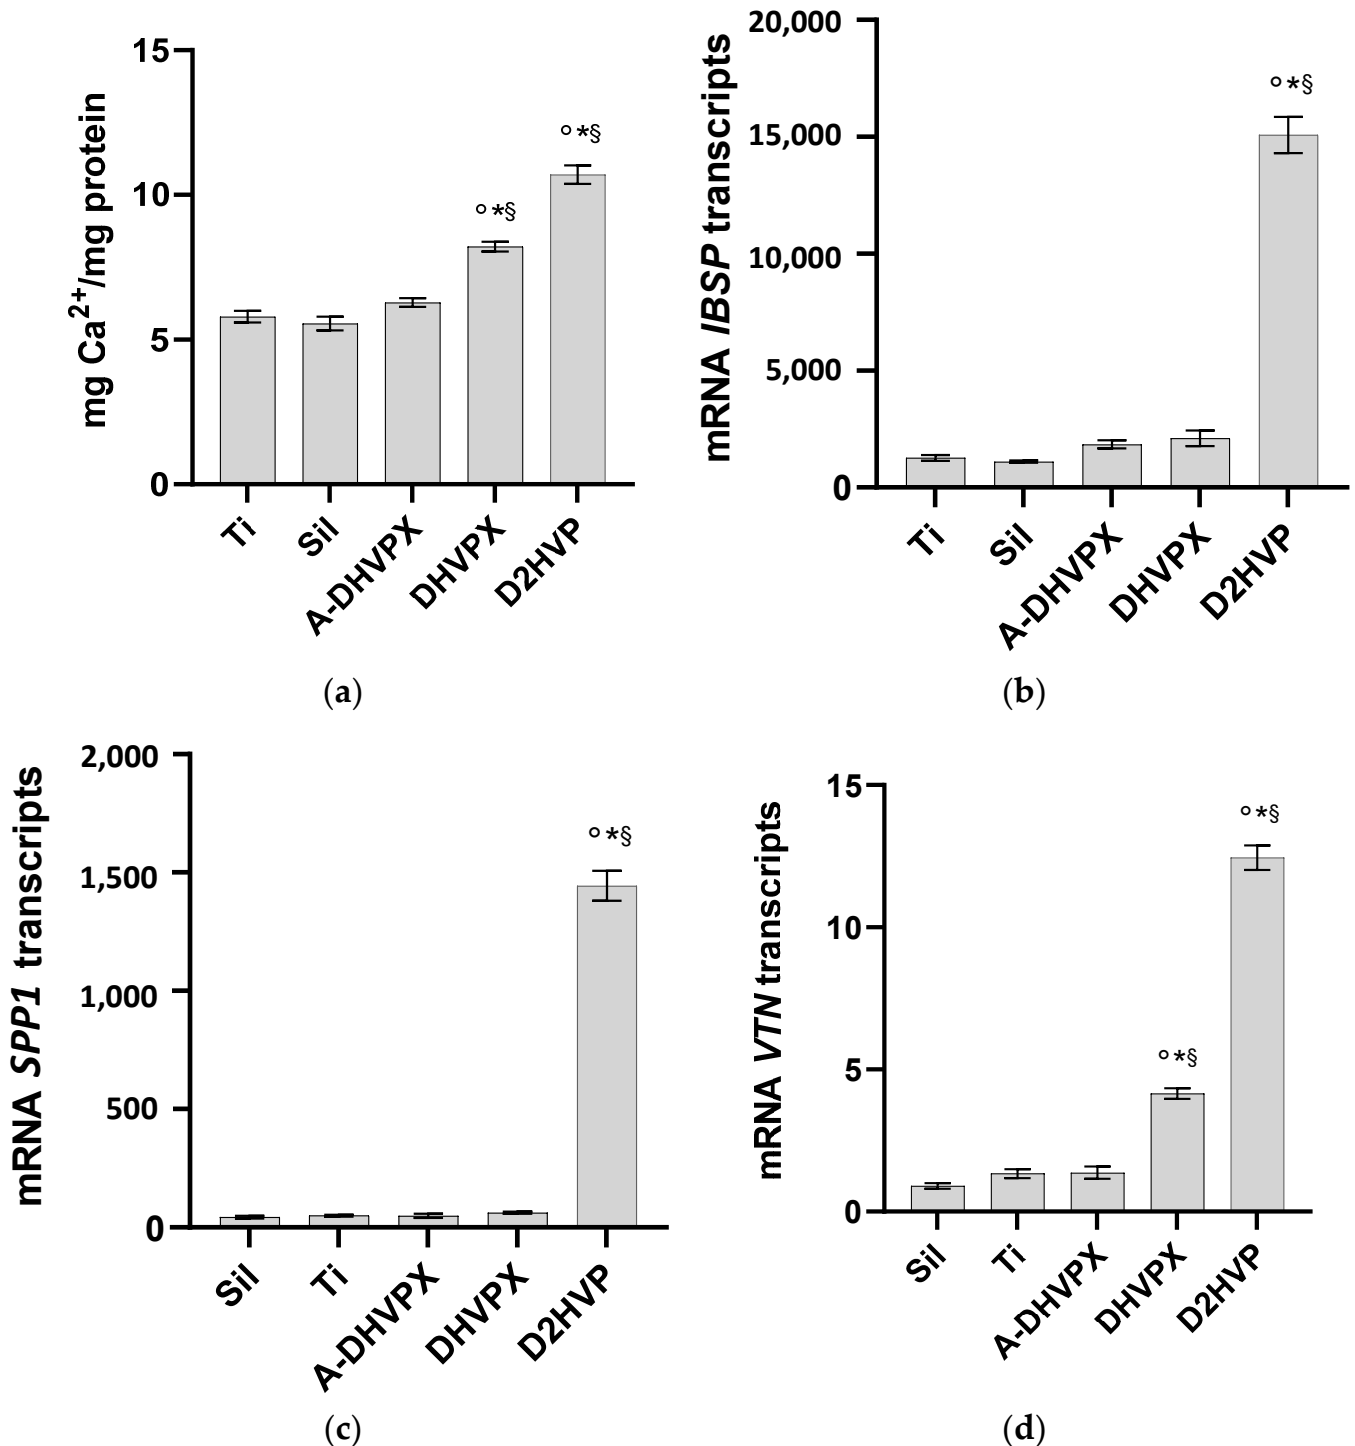 15
10
5
0
mg Ca2+/mg protein
° *§
° *§
Ti
Sil
A-DHVPX
DHVPX
D2HVP
(a)
20,000
15,000
10,000
5,000
0
mRNA IBSP transcripts
° *§
Ti
Sil
A-DHVPX
DHVPX
D2HVP
(b)
2,000
1,500
1,000
500
0
mRNA SPP1 transcripts
° *§
Sil
Ti
A-DHVPX
DHVPX
D2HVP
(c)
15
10
5
0
mRNA VTN transcripts
° *§
° *§
Sil
Ti
A-DHVPX
DHVPX
D2HVP
(d)